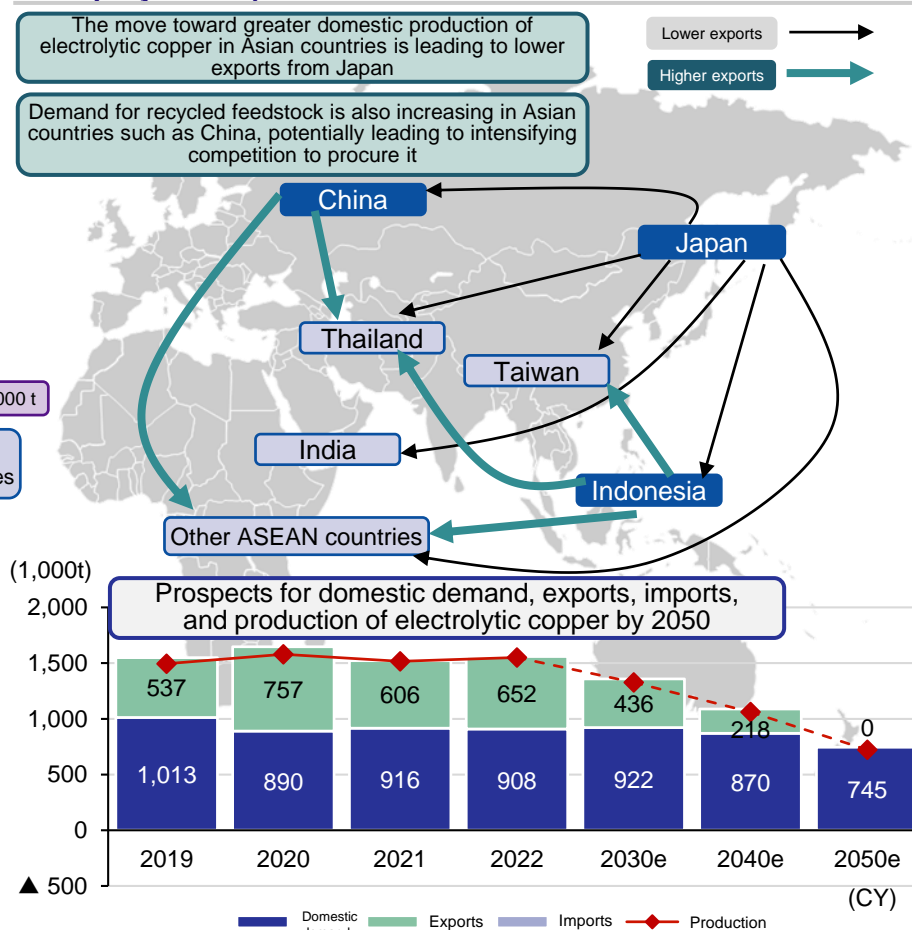 The move toward greater domestic production of
electrolytic copper in Asian countries is leading to lower
exports from Japan
Lower exports
Higher exports
Demand for recycled feedstock is also increasing in Asian
countries such as China, potentially leading to intensifying
competition to procure it
China
Japan
Thailand
Taiwan
000 t
India
es
Indonesia
Other ASEAN countries
(1,000t)
Prospects for domestic demand, exports, imports,
and production of electrolytic copper by 2050
2,000
1,500
1,000
500
0
▲ 500
537
757
606
652
436
218
0
1,013
890
916
908
922
870
745
2019
2020
2021
2022
2030e
2040e
2050e
(CY)
Domestic
Exports
Imports
Production